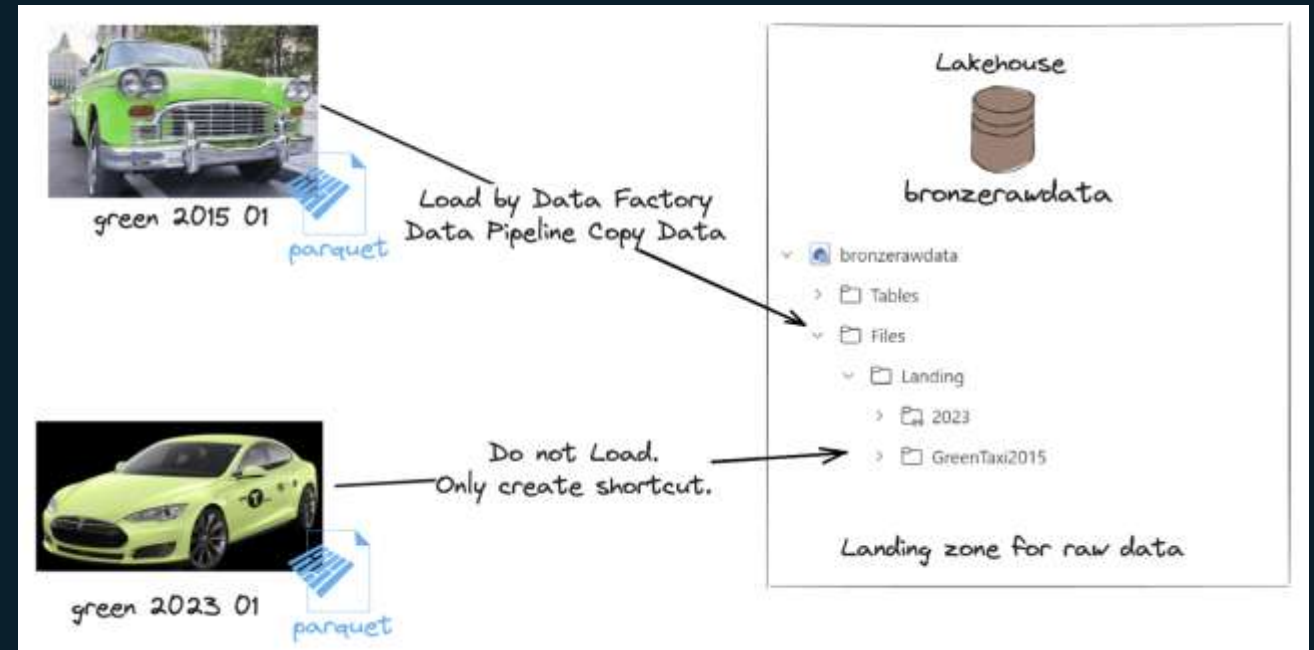 green 2015 01
parquet
Load by Data Factory
Data Pipeline Copy Data
green 2023 01
parquet
Do not Load.
Only create shortcut.
Lakehouse
bronzerawdata
bronzerawdata
Tables
Files
Landing
2023
GreenTaxi2015
Landing zone for raw data